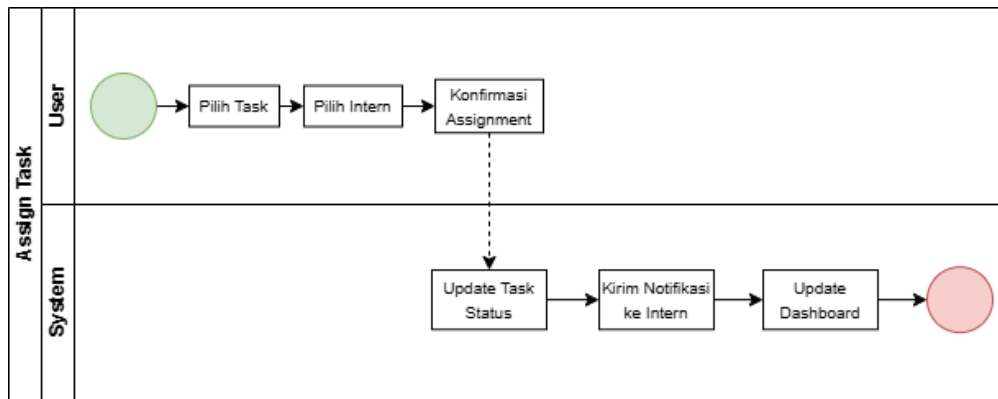 Assign Task
User
Pilih Task
Pilih Intern
Konfirmasi
Assignment
System
Update Task
Status
Kirim Notifikasi
ke Intern
Update
Dashboard